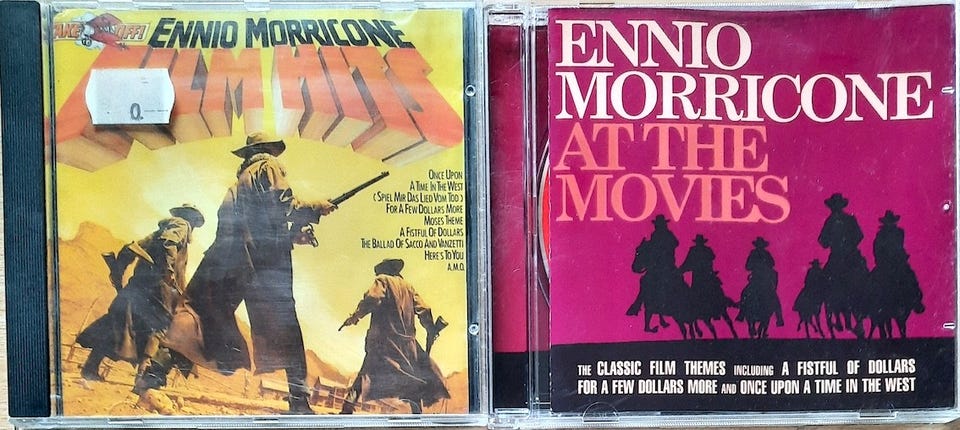 TAKE OFF!
ENNIO MORRICONE
FILM HITS
0.
ONCE UPON
A TIME IN THE WEST
(SPIEL MIR DAS LIED VOM TOD)
FOR A FEW DOLLARS MORE
MOSES THEME
A FISTFUL OF DOLLARS
THE BALLAD OF SACCO AND VANZETTI
HERE'S TO YOU
A.M.O.
ENNIO
MORRICONE
AT THE
MOVIES
THE CLASSIC FILM THEMES INCLUDING A FISTFUL OF DOLLARS
FOR A FEW DOLLARS MORE AND ONCE UPON A TIME IN THE WEST